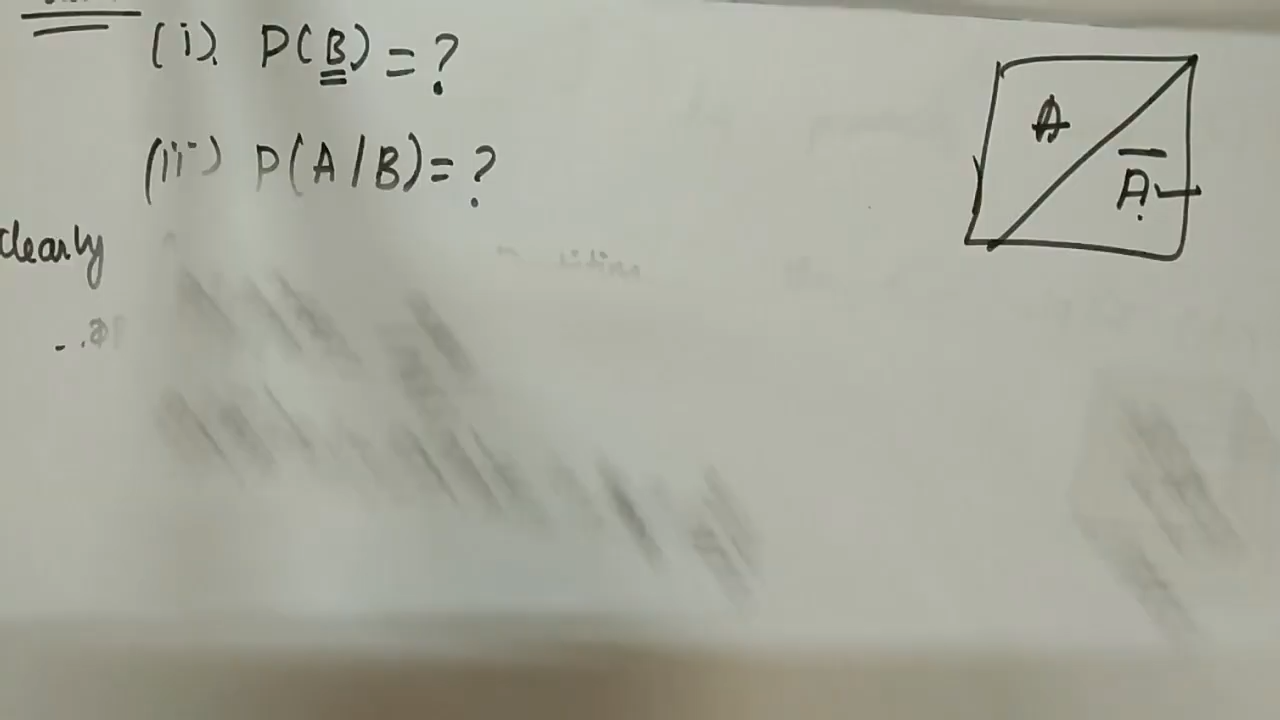 (i). P(B) = ?
A
(ii) P(A/B) = ?
A̅
clearly